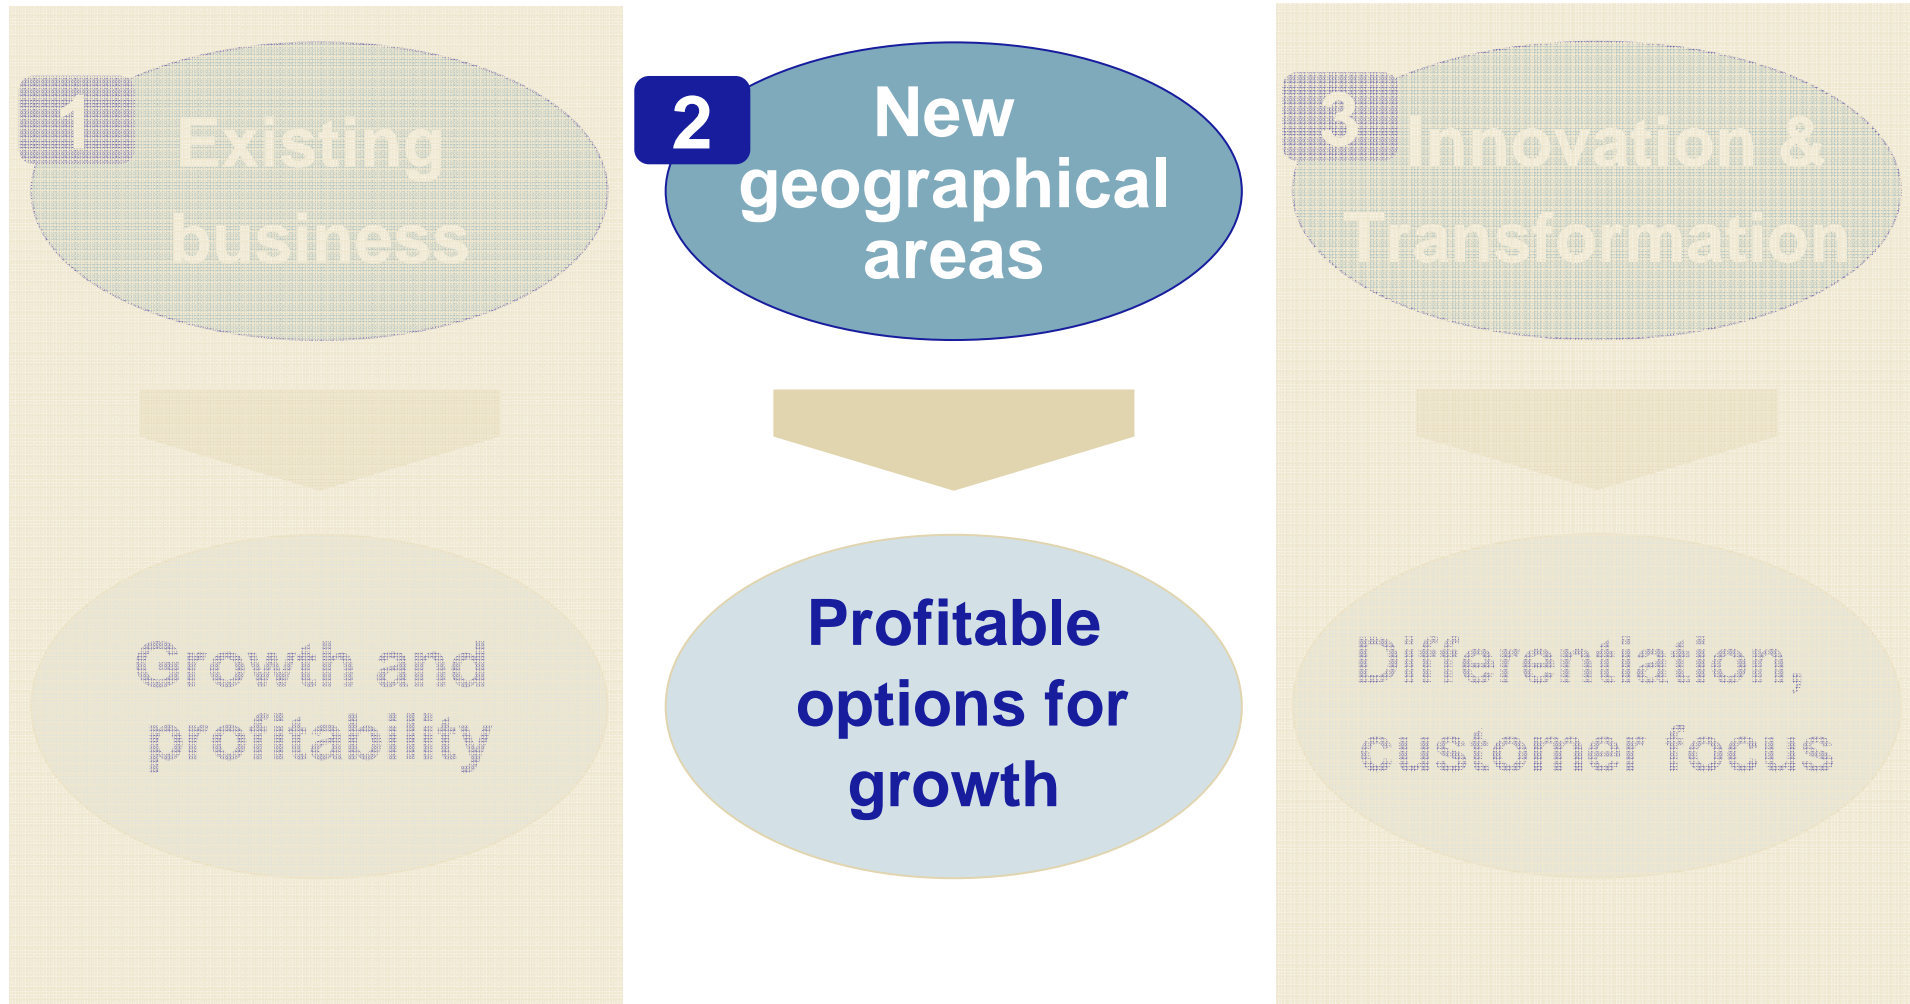 1
Existing
business
Growth and
profitability
2
New
geographical
areas
Profitable
options for
growth
3
Innovation &
Transformation
Differentiation,
customer focus